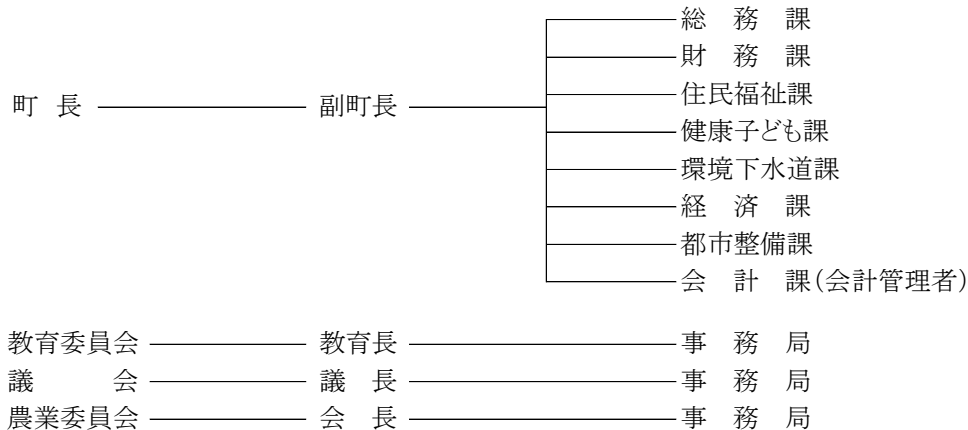 総務課
財務課
町長 副町長 住民福祉課
健康子ども課
環境下水道課
経済課
都市整備課
会計課(会計管理者)
教育委員会 教育長 事務局
議会 議長 事務局
農業委員会 会長 事務局